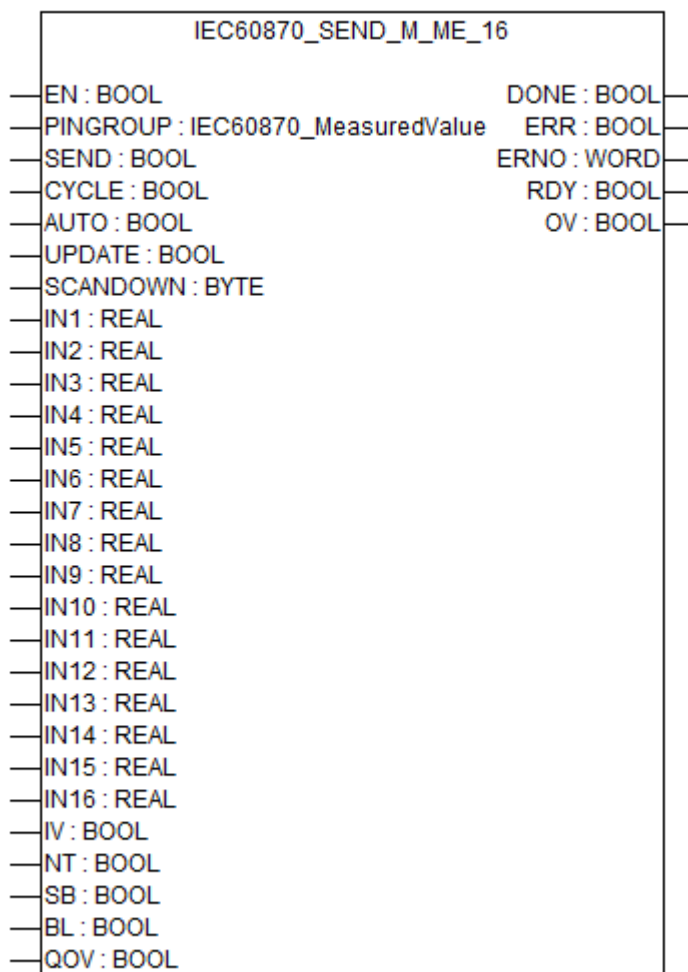 IEC60870_SEND_M_ME_16
EN : BOOL DONE : BOOL
PINGROUP : IEC60870_MeasuredValue ERR : BOOL
SEND : BOOL ERNO : WORD
CYCLE : BOOL RDY : BOOL
AUTO : BOOL OV : BOOL
UPDATE : BOOL
SCANDOWN : BYTE
IN1 : REAL
IN2 : REAL
IN3 : REAL
IN4 : REAL
IN5 : REAL
IN6 : REAL
IN7 : REAL
IN8 : REAL
IN9 : REAL
IN10 : REAL
IN11 : REAL
IN12 : REAL
IN13 : REAL
IN14 : REAL
IN15 : REAL
IN16 : REAL
IV : BOOL
NT : BOOL
SB : BOOL
BL : BOOL
QOV : BOOL